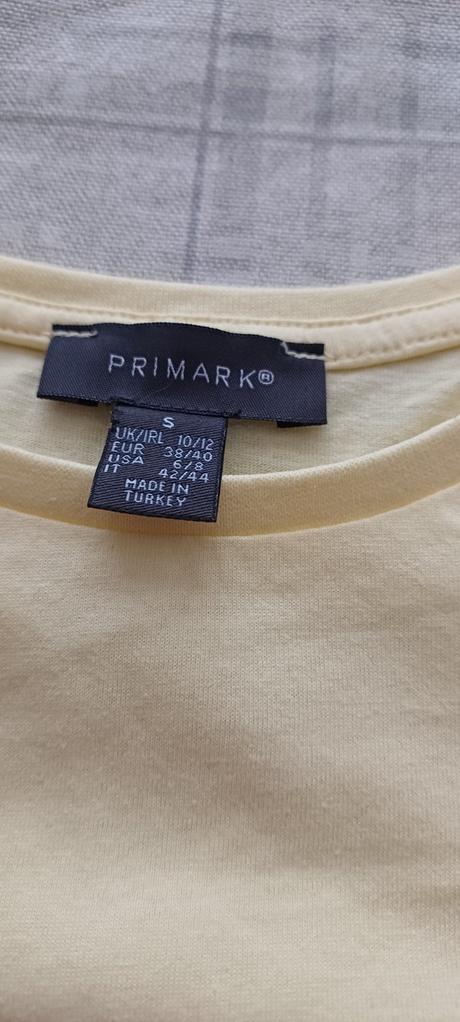 PRIMARK®
S
UK/IRL 10/12
EUR 38/40
USA 6/8
IT 42/44
MADE IN
TURKEY